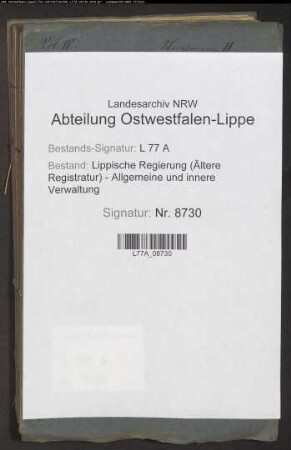 Landesarchiv NRW
Abteilung Ostwestfalen-Lippe
Bestands-Signatur: L 77 A
Bestand: Lippische Regierung (Ältere
Registratur) - Allgemeine und innere
Verwaltung
Signatur: Nr. 8730
L77A_08730